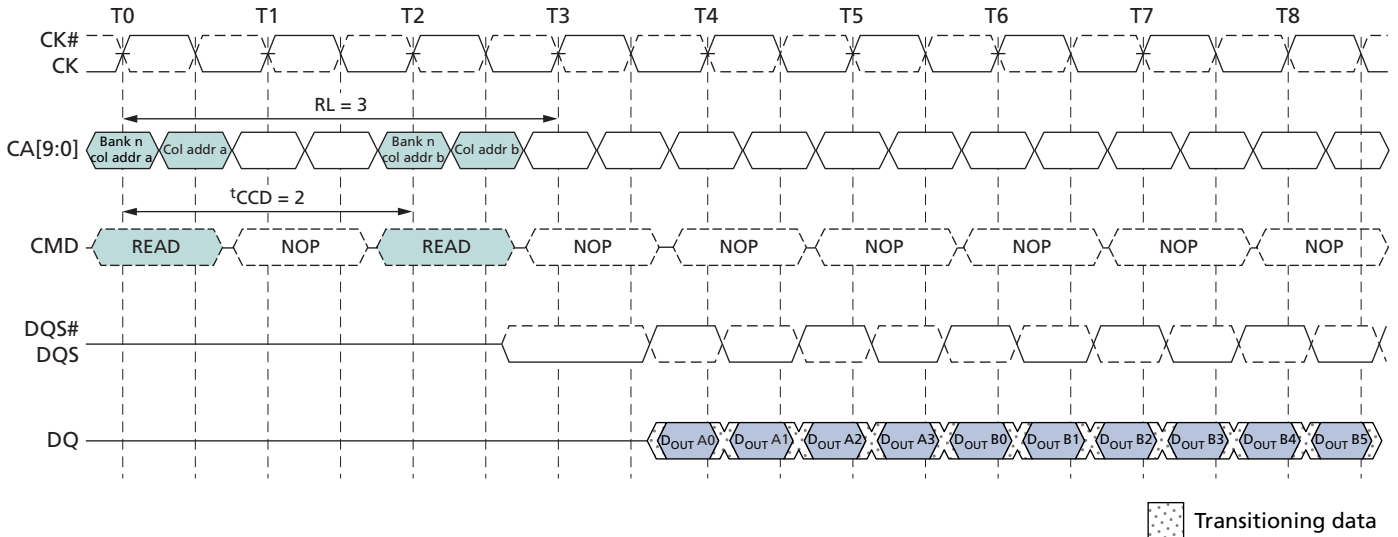 T0 T1 T2 T3 T4 T5 T6 T7 T8
CK#
CK
RL = 3
CA[9:0]
Bank n
col addr a
Col addr a
Bank n
col addr b
Col addr b
tCCD = 2
CMD READ NOP READ NOP NOP NOP NOP NOP NOP
DQS#
DQS
DQ DOUT A0 DOUT A1 DOUT A2 DOUT A3 DOUT B0 DOUT B1 DOUT B2 DOUT B3 DOUT B4 DOUT B5
Transitioning data